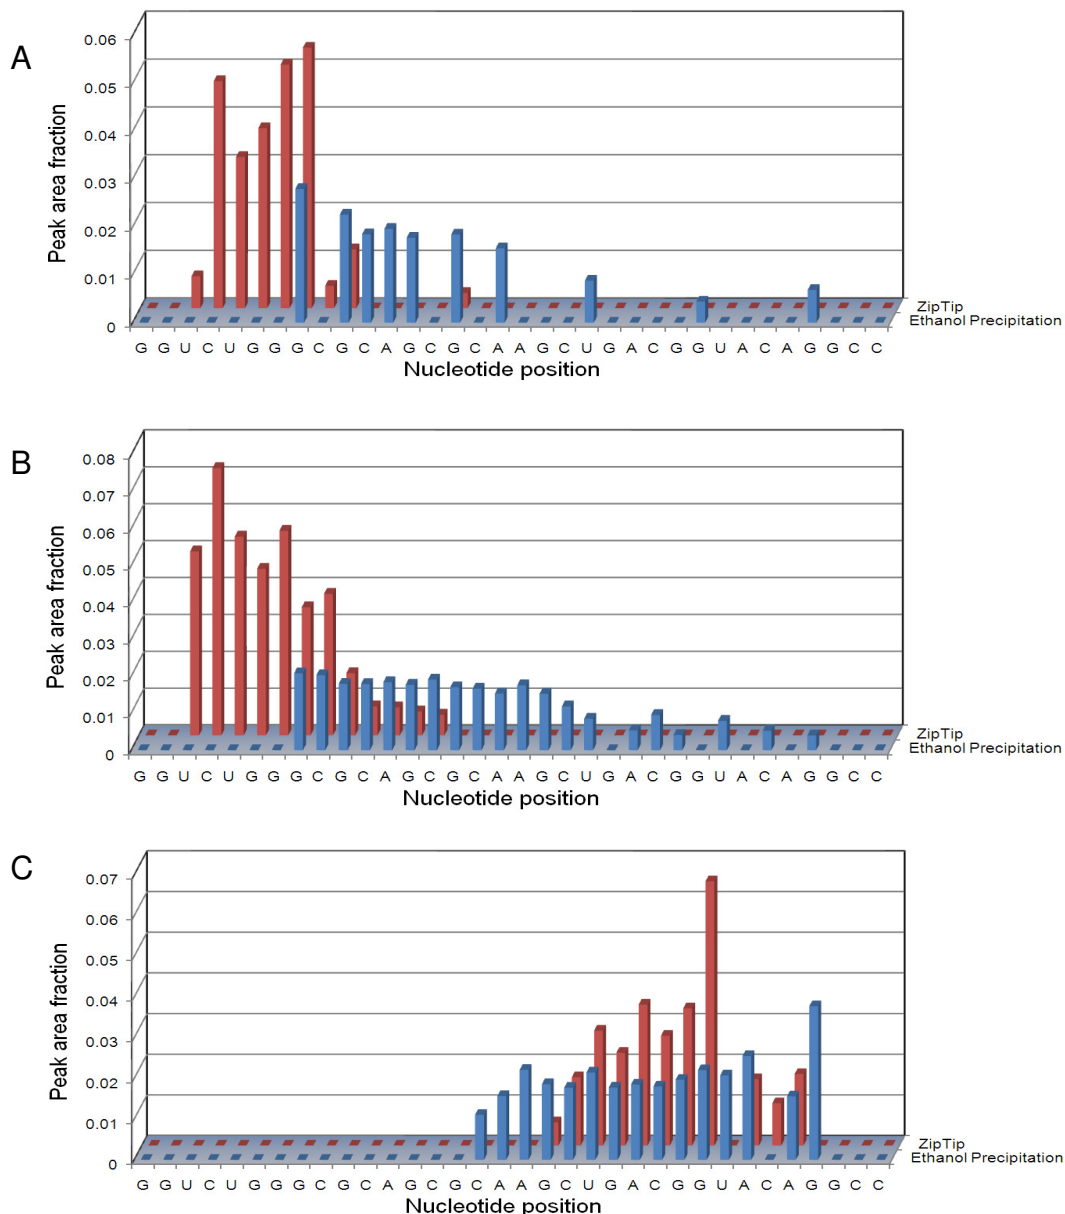 A
0.06
0.05
0.04
0.03
0.02
0.01
0
Peak area fraction
ZipTip
Ethanol Precipitation
G G U C U G G G C G C A G C G C A A G C U G A C G G U A C A G G C C
Nucleotide position
B
0.08
0.07
0.06
0.05
0.04
0.03
0.02
0.01
0
Peak area fraction
ZipTip
Ethanol Precipitation
G G U C U G G G C G C A G C G C A A G C U G A C G G U A C A G G C C
Nucleotide position
C
0.07
0.06
0.05
0.04
0.03
0.02
0.01
0
Peak area fraction
ZipTip
Ethanol Precipitation
G G U C U G G G C G C A G C G C A A G C U G A C G G U A C A G G C C
Nucleotide position